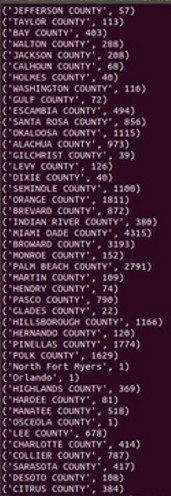 ('JEFFERSON COUNTY', 57)
('TAYLOR COUNTY', 113)
('BAY COUNTY', 403)
('WALTON COUNTY', 288)
('JACKSON COUNTY', 208)
('CALHOUN COUNTY', 68)
('HOLMES COUNTY', 40)
('WASHINGTON COUNTY', 116)
('GULF COUNTY', 72)
('ESCAMBIA COUNTY', 494)
('SANTA ROSA COUNTY', 856)
('OKALOOSA COUNTY', 1115)
('ALACHUA COUNTY', 973)
('GILCHRIST COUNTY', 39)
('LEVY COUNTY', 126)
('DIXIE COUNTY', 40)
('SEMINOLE COUNTY', 1100)
('ORANGE COUNTY', 1811)
('BREVARD COUNTY', 872)
('INDIAN RIVER COUNTY', 380)
('MIAMI DADE COUNTY', 4315)
('BROWARD COUNTY', 3193)
('MONROE COUNTY', 152)
('PALM BEACH COUNTY', 2791)
('MARTIN COUNTY', 109)
('HENDRY COUNTY', 74)
('PASCO COUNTY', 790)
('GLADES COUNTY', 22)
('HILLSBOROUGH COUNTY', 1166)
('HERNANDO COUNTY', 120)
('PINELLAS COUNTY', 1774)
('POLK COUNTY', 1629)
('North Fort Myers', 1)
('Orlando', 1)
('HIGHLANDS COUNTY', 369)
('HARDEE COUNTY', 81)
('MANATEE COUNTY', 518)
('OSCEOLA COUNTY', 1)
('LEE COUNTY', 678)
('CHARLOTTE COUNTY', 414)
('COLLIER COUNTY', 787)
('SARASOTA COUNTY', 417)
('DESOTO COUNTY', 108)
('CITRUS COUNTY', 384)